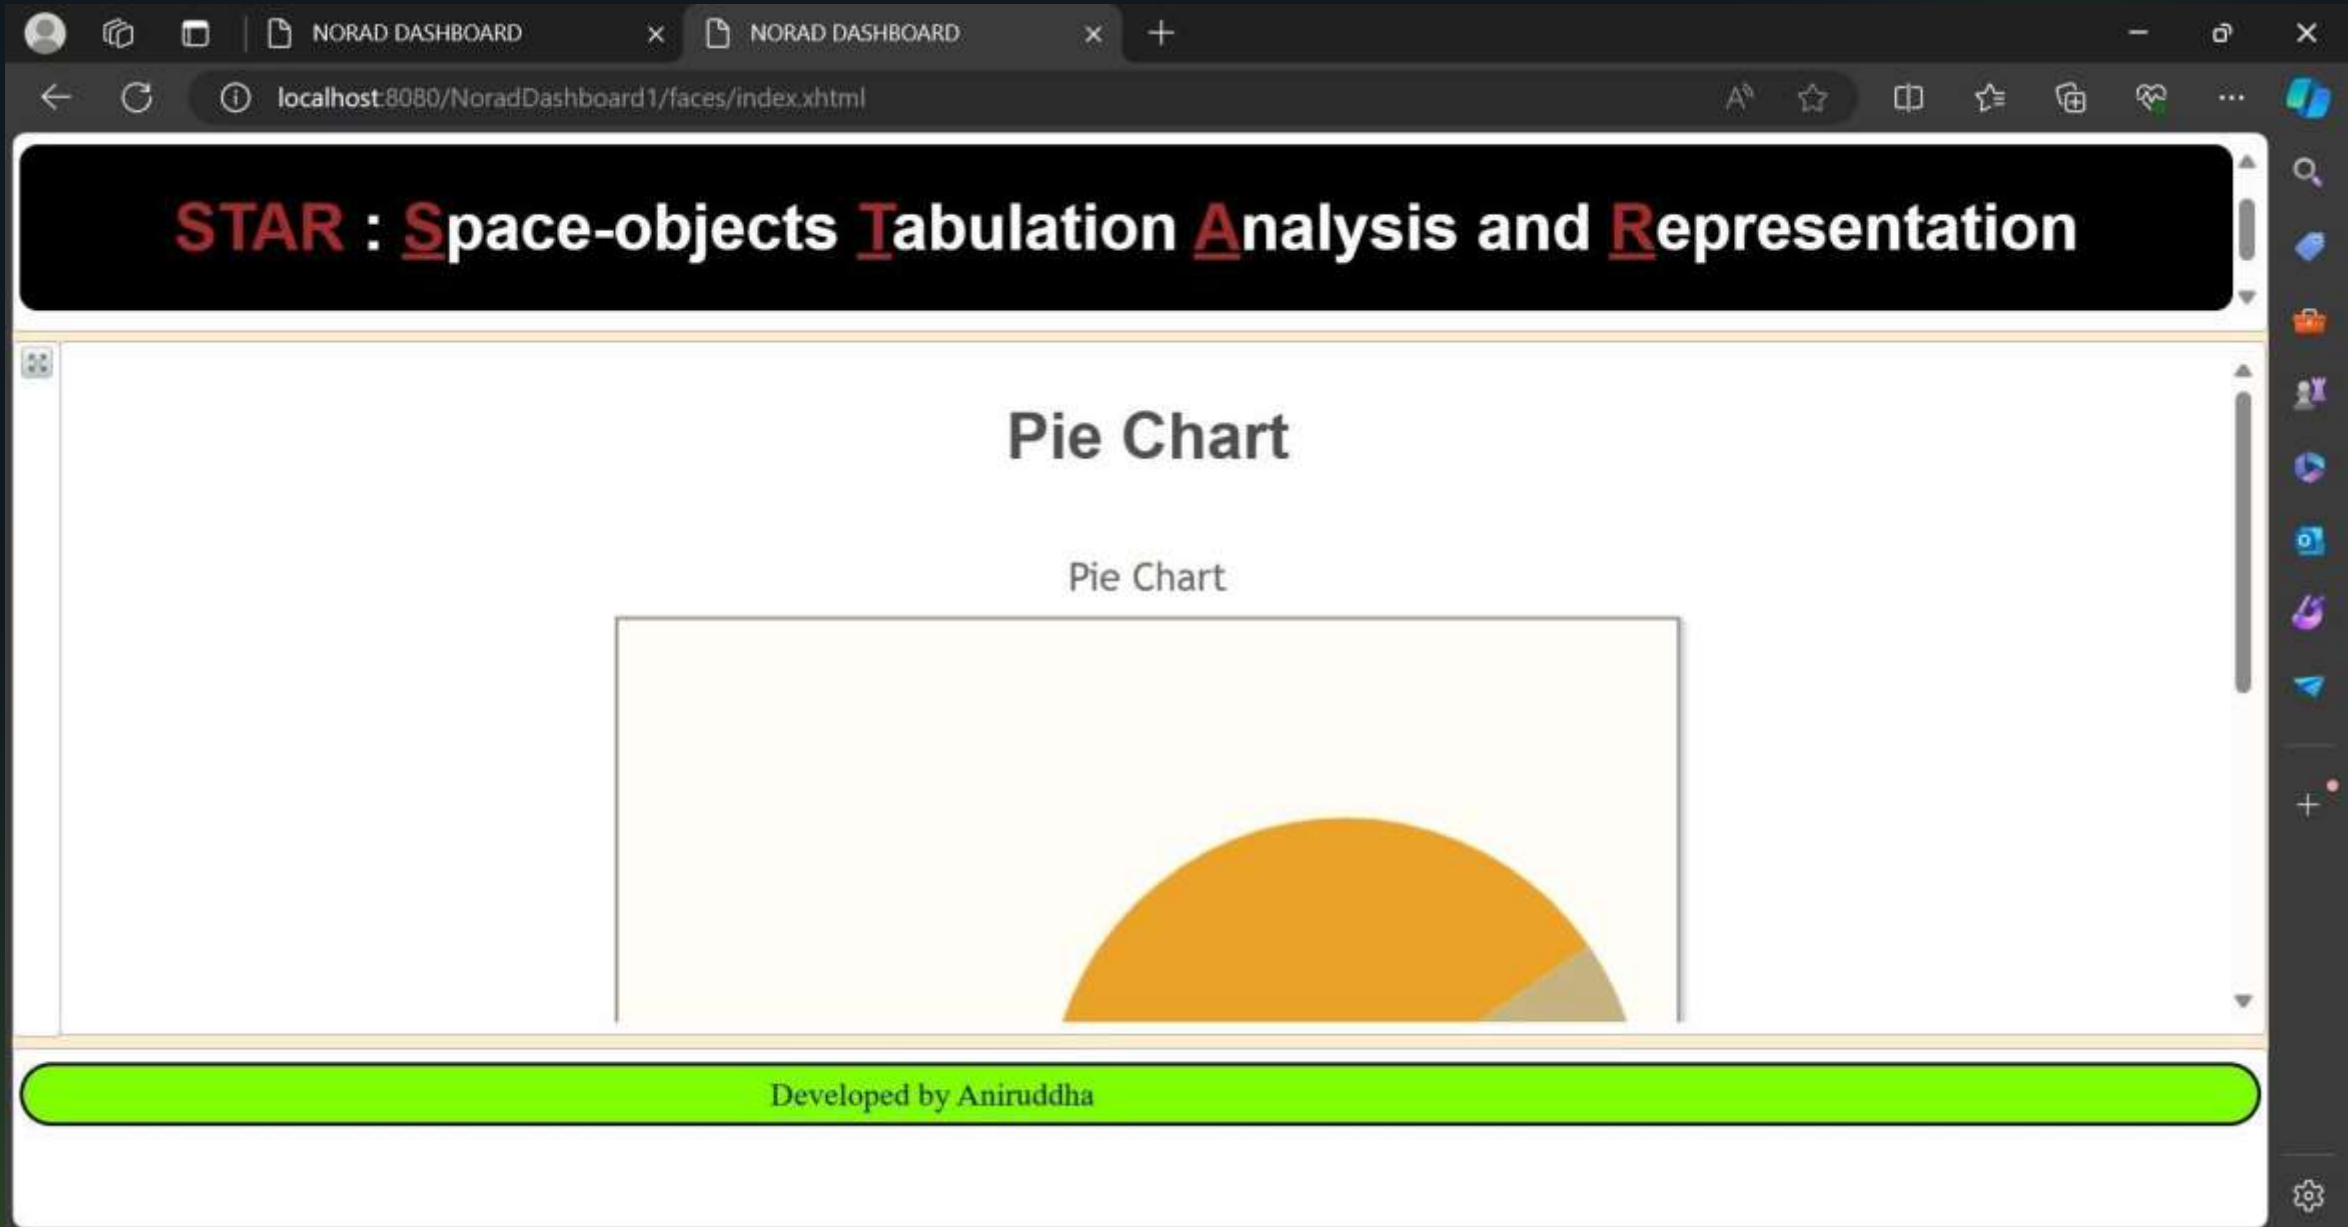 NORAD DASHBOARD
NORAD DASHBOARD
localhost:8080/NoradDashboard1/faces/index.xhtml
STAR : Space-objects Tabulation Analysis and Representation
Pie Chart
Pie Chart
Developed by Aniruddha